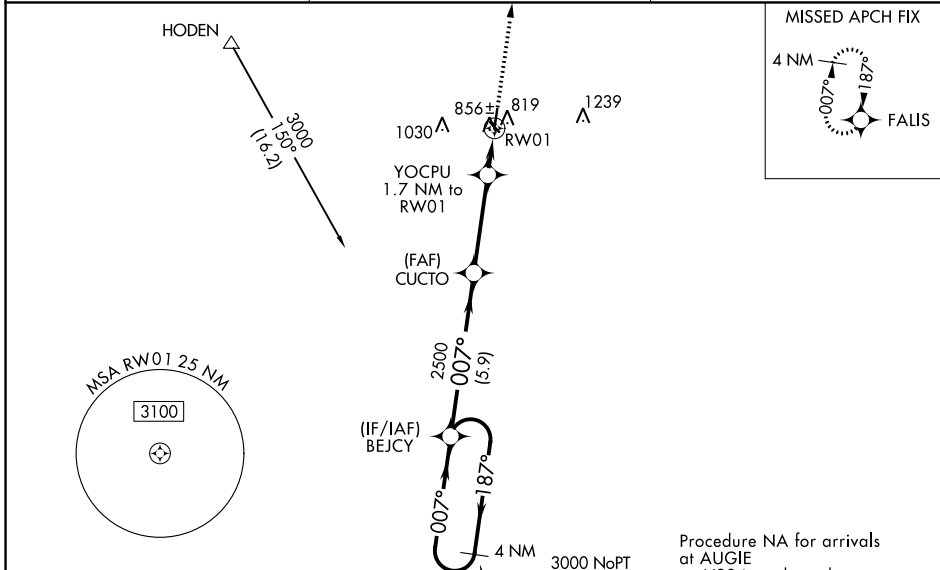 MISSED APCH FIX
4 NM
007°
187°
FALIS
HODEN
3000
150°
(16.2)
1030
856±
819
1239
RW01
YOCPU
1.7 NM to
RW01
(FAF)
CUCTO
2500
007°
(5.9)
MSA RW01 25 NM
3100
(IF/IAF)
BEJCY
007°
187°
4 NM
3000 NoPT
Procedure NA for arrivals
at AUGIE